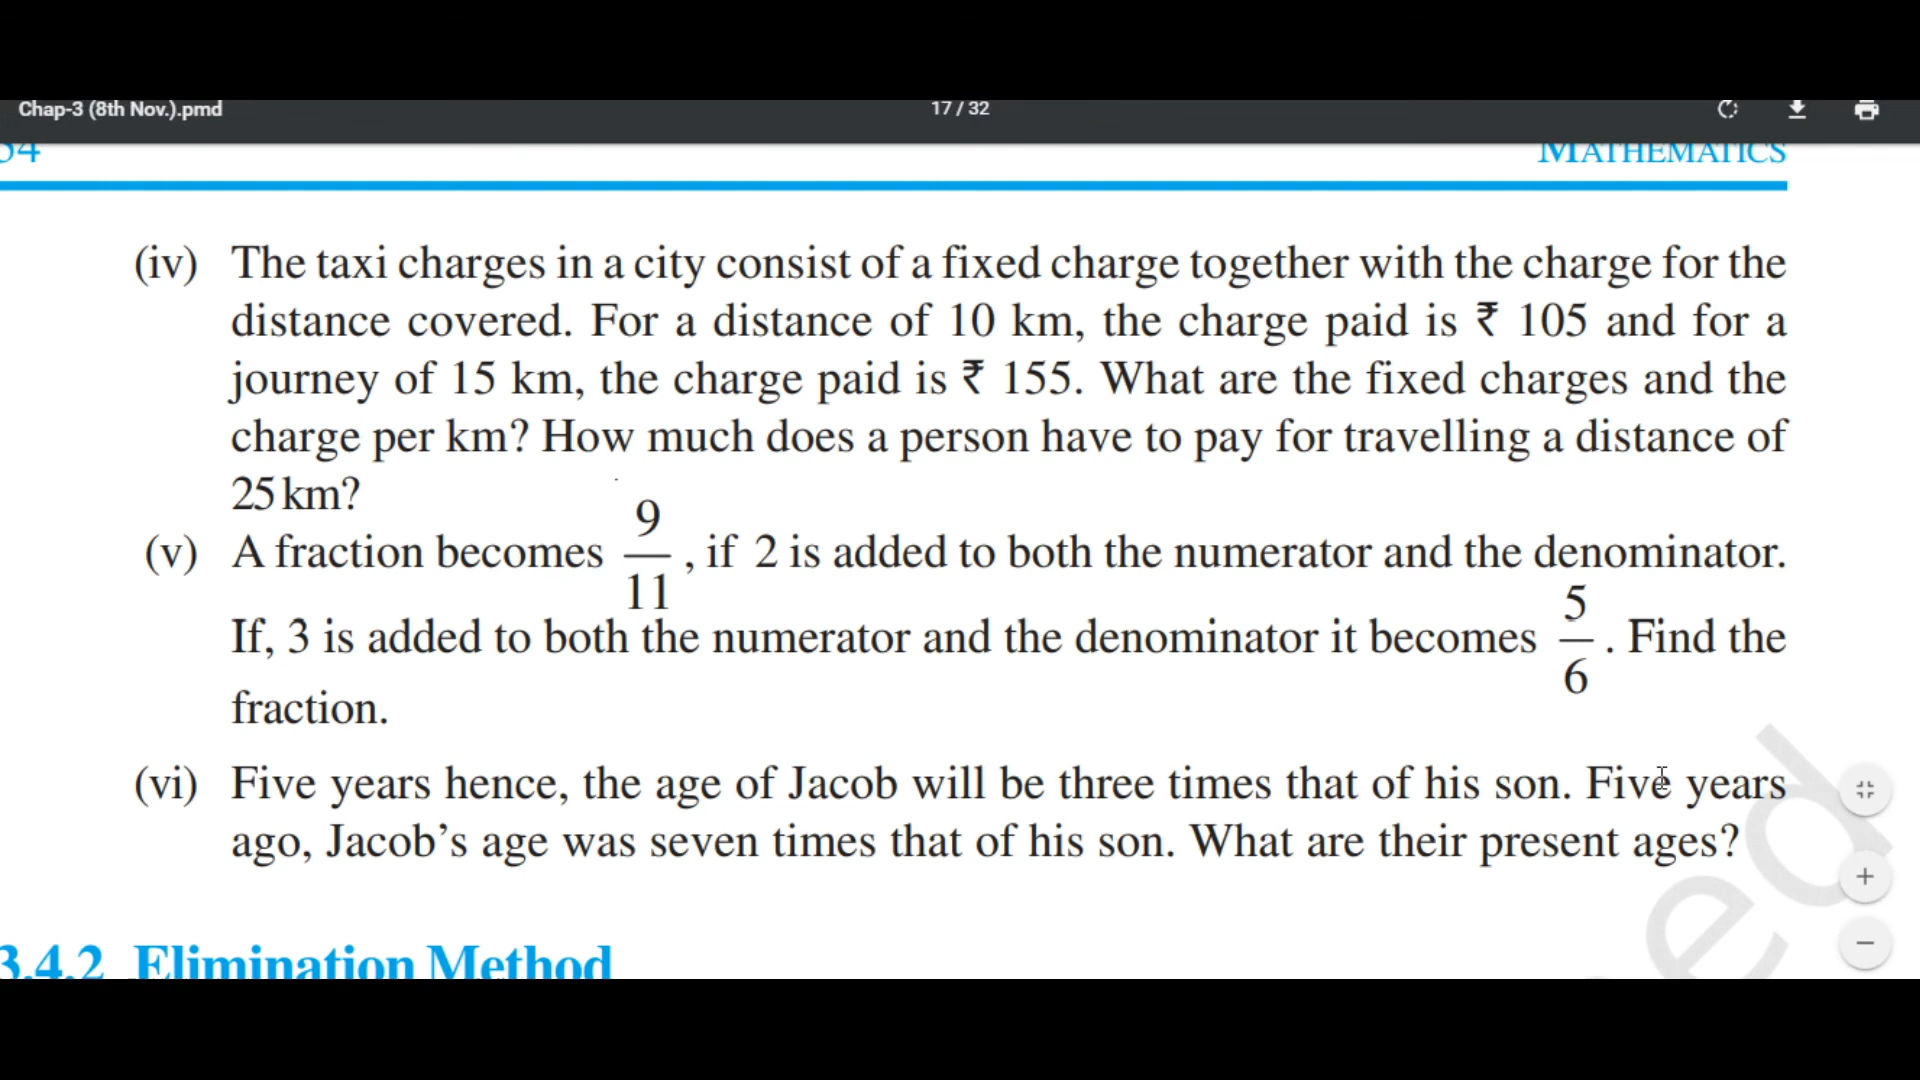 Chap-3 (8th Nov.).pmd 17 / 32
54 MATHEMATICS
(iv) The taxi charges in a city consist of a fixed charge together with the charge for the
distance covered. For a distance of 10 km, the charge paid is ₹ 105 and for a
journey of 15 km, the charge paid is ₹ 155. What are the fixed charges and the
charge per km? How much does a person have to pay for travelling a distance of
25 km?
(v) A fraction becomes 9/11, if 2 is added to both the numerator and the denominator.
If, 3 is added to both the numerator and the denominator it becomes 5/6. Find the
fraction.
(vi) Five years hence, the age of Jacob will be three times that of his son. Five years
ago, Jacob’s age was seven times that of his son. What are their present ages?
3.4.2 Elimination Method